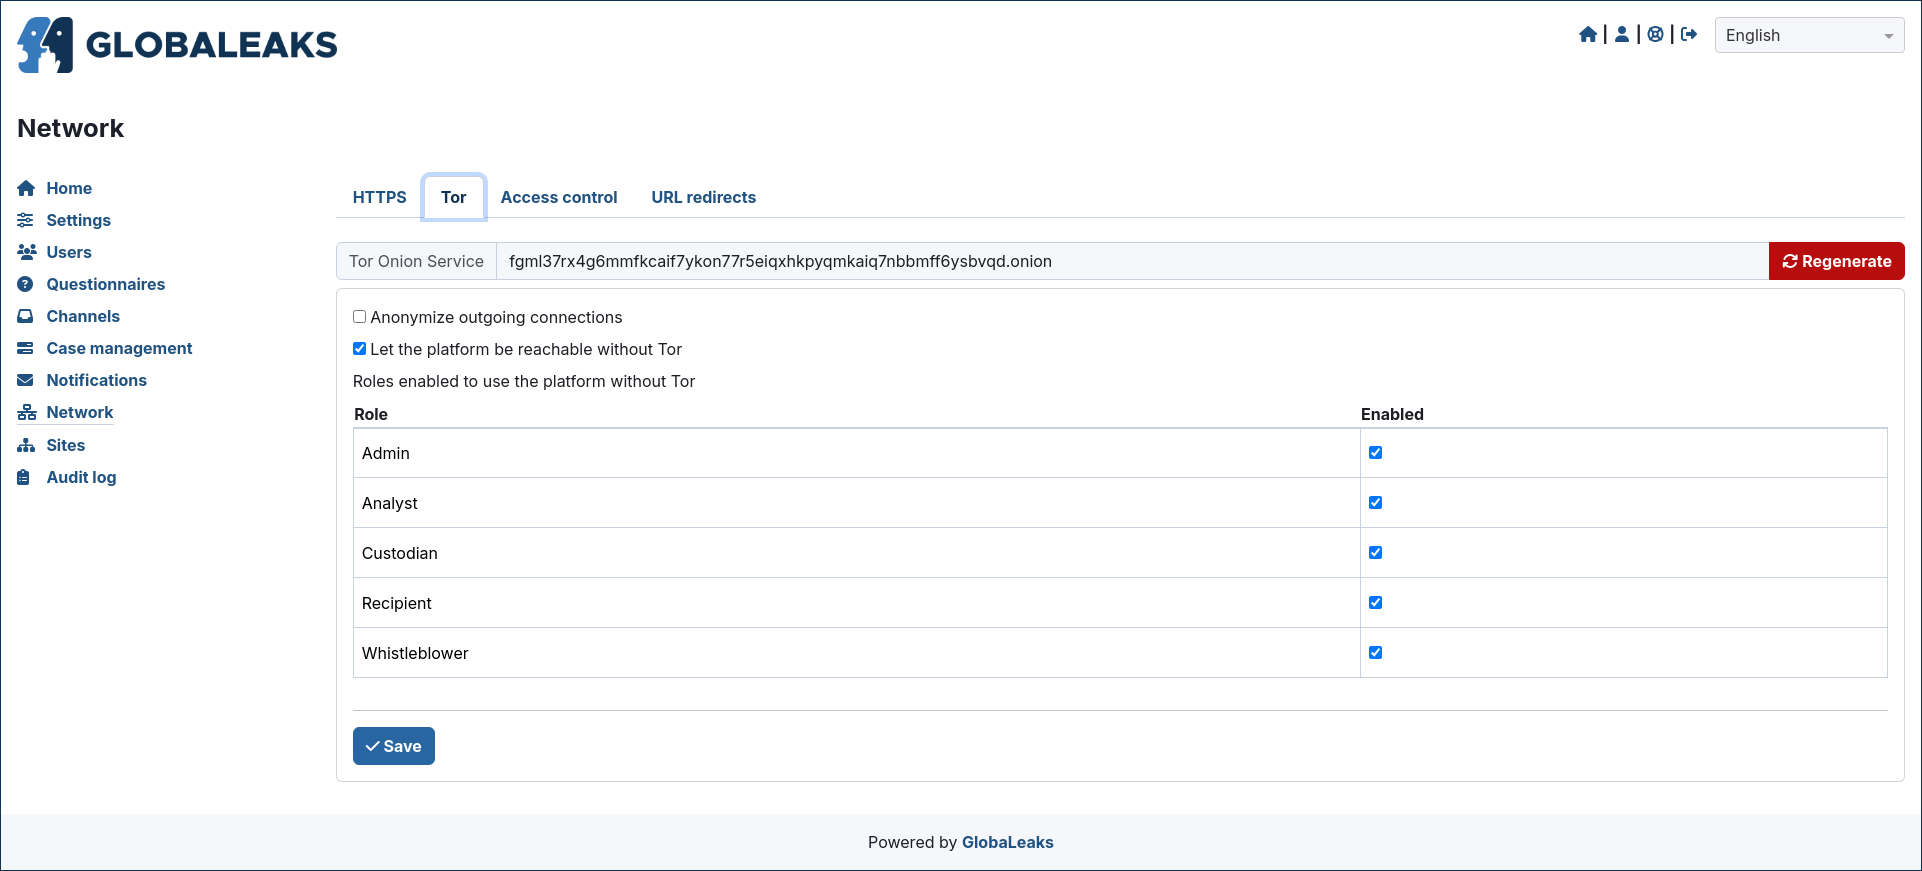 GLOBALEAKS
English
Network
Home
Settings
Users
Questionnaires
Channels
Case management
Notifications
Network
Sites
Audit log
HTTPS Tor Access control URL redirects
Tor Onion Service fgml37rx4g6mmfkcaif7ykon77r5eiqxhkpyqmkaiq7nbbmff6ysbvqd.onion Regenerate
Anonymize outgoing connections
Let the platform be reachable without Tor
Roles enabled to use the platform without Tor
Role Enabled
Admin
Analyst
Custodian
Recipient
Whistleblower
Save
Powered by GlobaLeaks